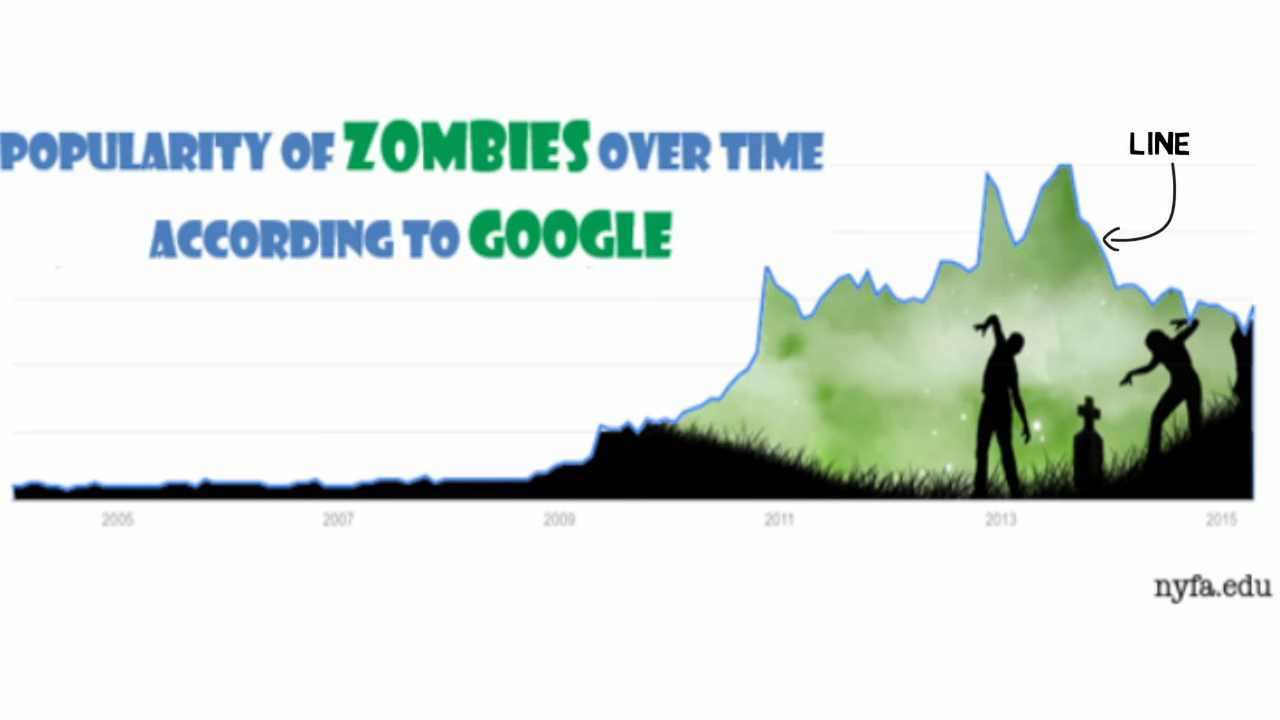 POPULARITY OF ZOMBIES OVER TIME
ACCORDING TO GOOGLE
LINE
2005 2007 2009 2011 2013 2015
nyfa.edu